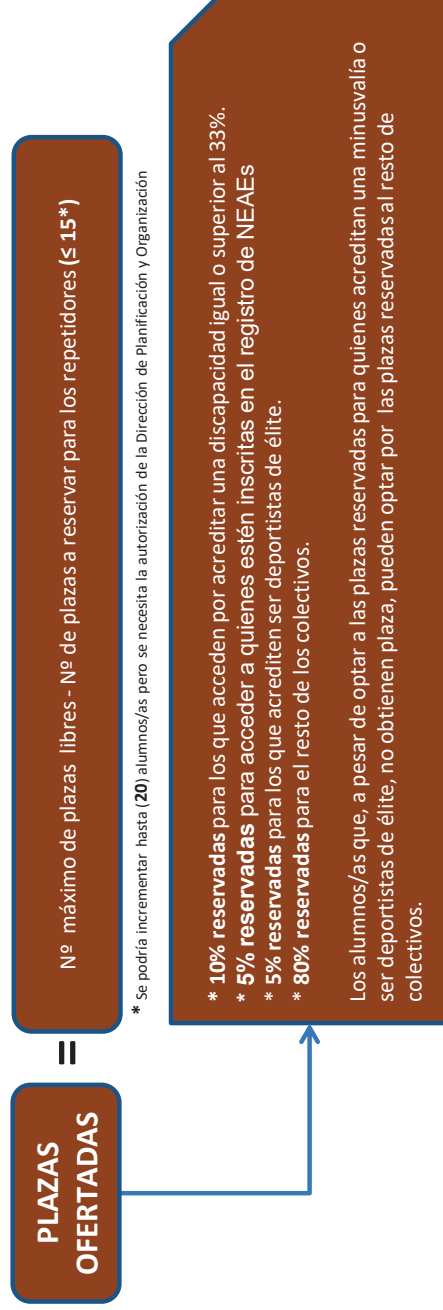 PLAZAS
OFERTADAS
=
Nº máximo de plazas libres - Nº de plazas a reservar para los repetidores (≤ 15*)
* Se podría incrementar hasta (20) alumnos/as pero se necesita la autorización de la Dirección de Planificación y Organización
* 10% reservadas para los que acceden por acreditar una discapacidad igual o superior al 33%.
* 5% reservadas para acceder a quienes estén inscritas en el registro de NEAEs
* 5% reservadas para los que acrediten ser deportistas de élite.
* 80% reservadas para el resto de los colectivos.
Los alumnos/as que, a pesar de optar a las plazas reservadas para quienes acreditan una minusvalía o
ser deportistas de élite, no obtienen plaza, pueden optar por las plazas reservadas al resto de
colectivos.